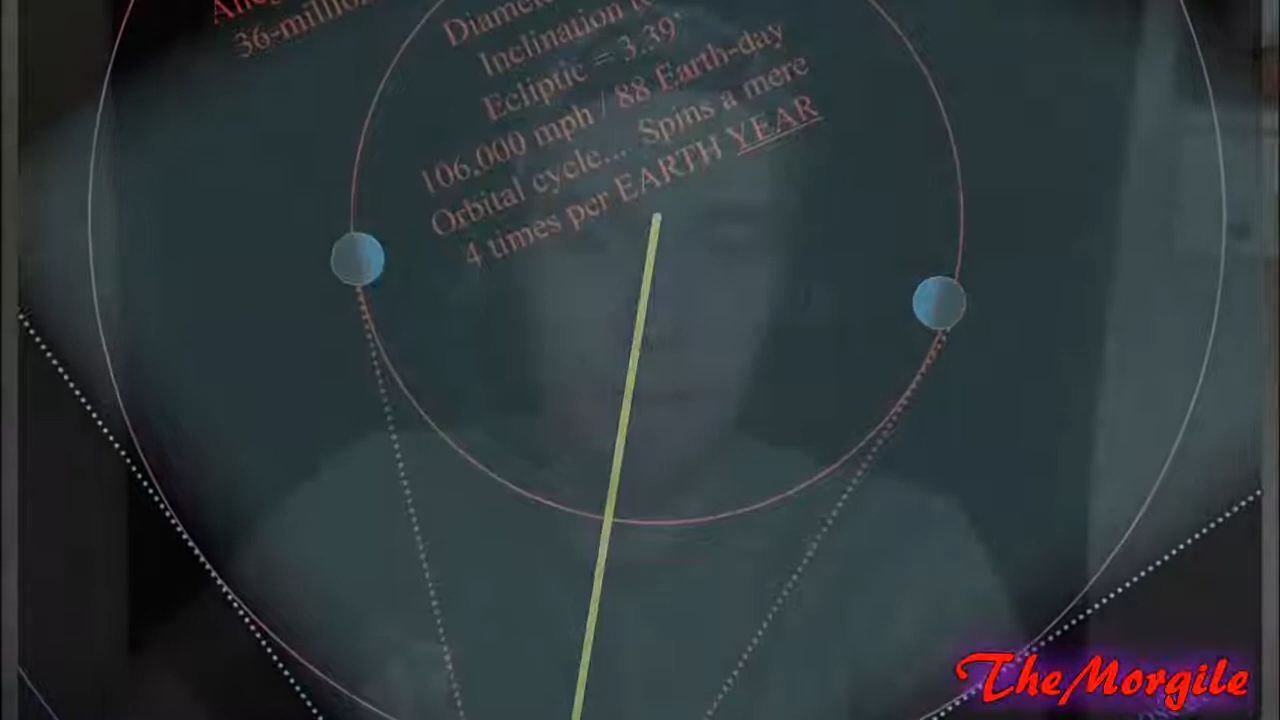 36-million
Inclination to
Ecliptic = 3.39°
106,000 mph / 88 Earth-day
Orbital cycle.... Spins a mere
4 times per EARTH YEAR
TheMorgile